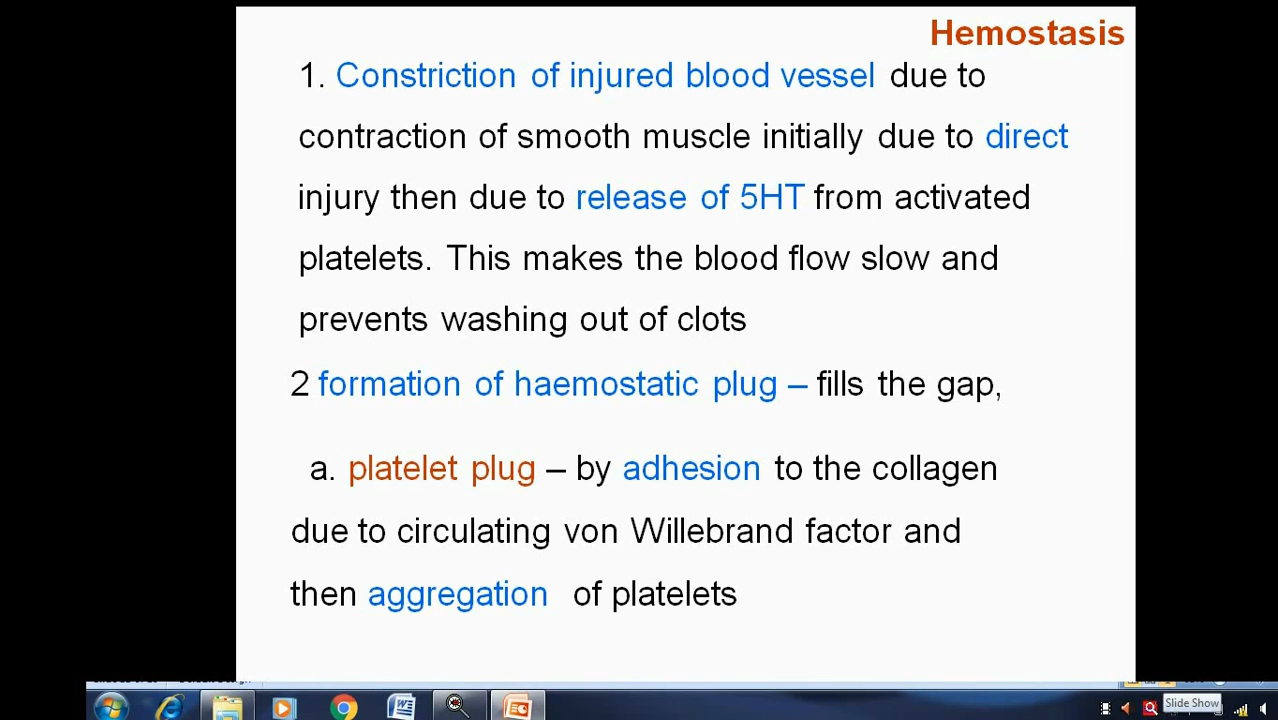 Hemostasis
1. Constriction of injured blood vessel due to
contraction of smooth muscle initially due to direct
injury then due to release of 5HT from activated
platelets. This makes the blood flow slow and
prevents washing out of clots
2 formation of haemostatic plug – fills the gap,
a. platelet plug – by adhesion to the collagen
due to circulating von Willebrand factor and
then aggregation of platelets
Slide Show